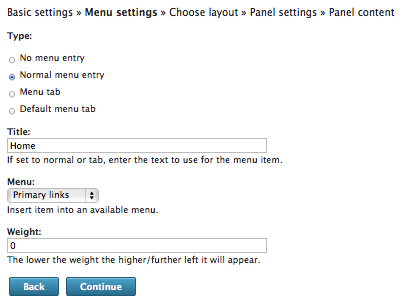 Basic settings » Menu settings » Choose layout » Panel settings » Panel content
Type:
No menu entry
Normal menu entry
Menu tab
Default menu tab
Title:
Home
If set to normal or tab, enter the text to use for the menu item.
Menu:
Primary links
Insert item into an available menu.
Weight:
0
The lower the weight the higher/further left it will appear.
Back Continue